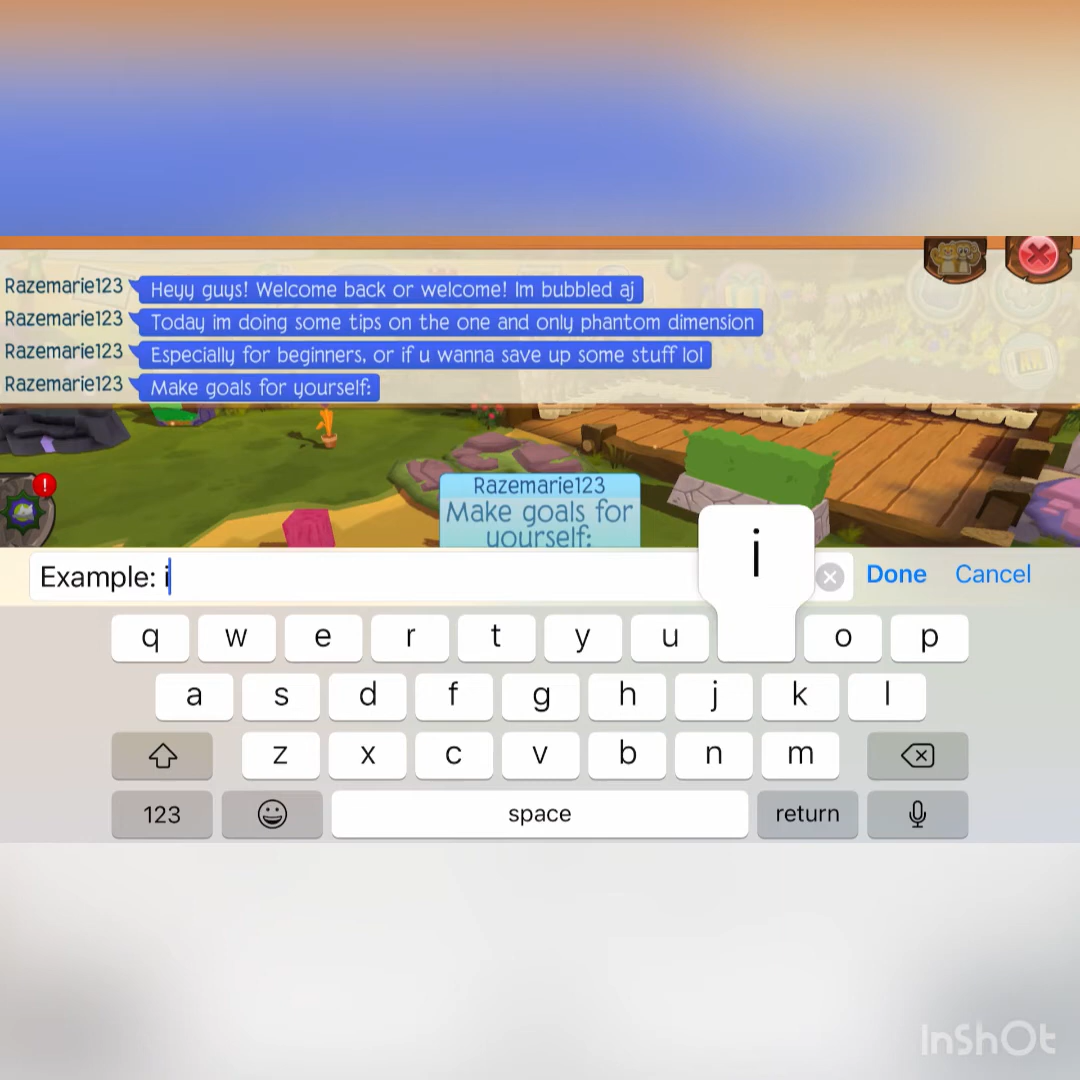 Razemarie123 Heyy guys! Welcome back or welcome! Im bubbled aj
Razemarie123 Today im doing some tips on the one and only phantom dimension
Razemarie123 Especially for beginners, or if u wanna save up some stuff lol
Razemarie123 Make goals for yourself:
!
Razemarie123
Make goals for
yourself:
i
Example: i
Done Cancel
q w e r t y u o p
a s d f g h j k l
z x c v b n m
123 space return
InShOt